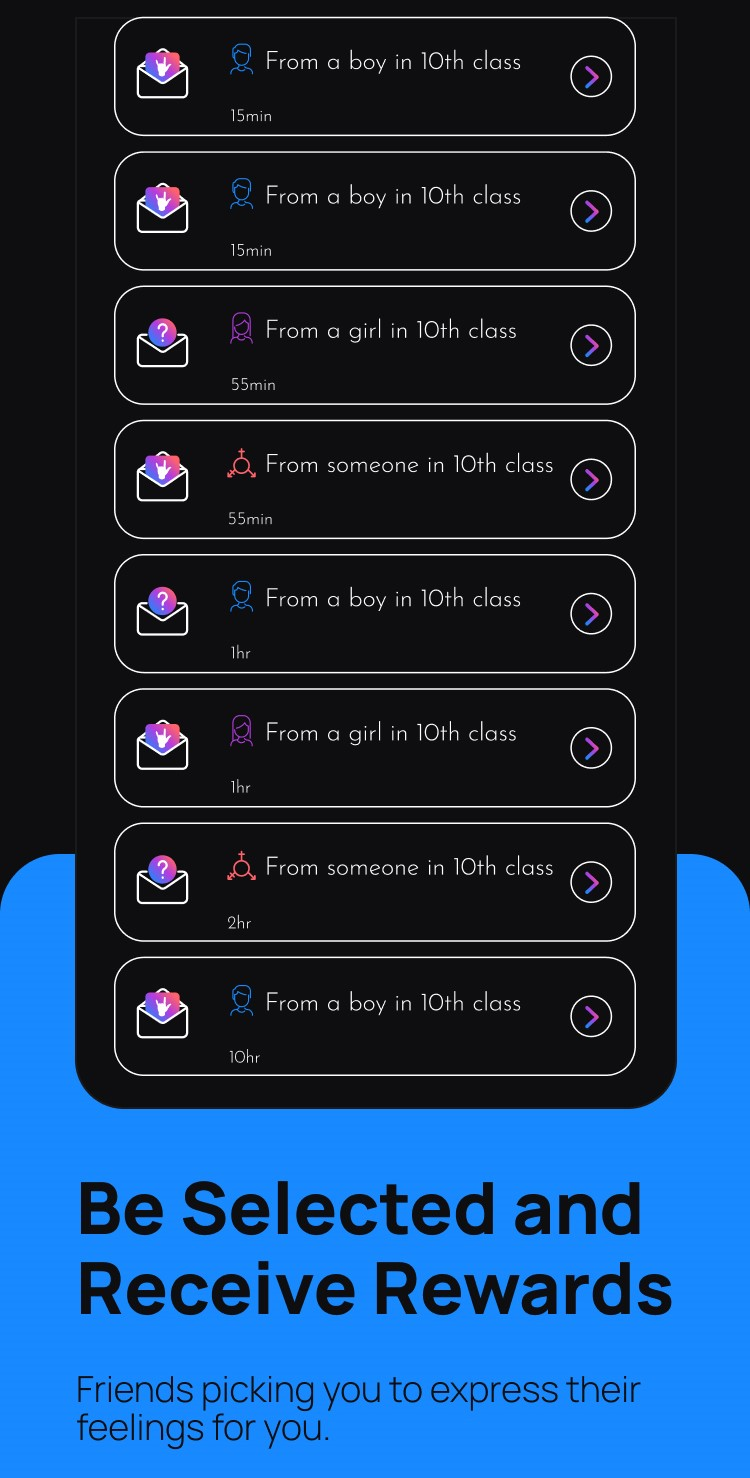 From a boy in 10th class
15min
From a boy in 10th class
15min
?
From a girl in 10th class
55min
From someone in 10th class
55min
?
From a boy in 10th class
1hr
From a girl in 10th class
1hr
?
From someone in 10th class
2hr
From a boy in 10th class
10hr
Be Selected and
Receive Rewards
Friends picking you to express their
feelings for you.